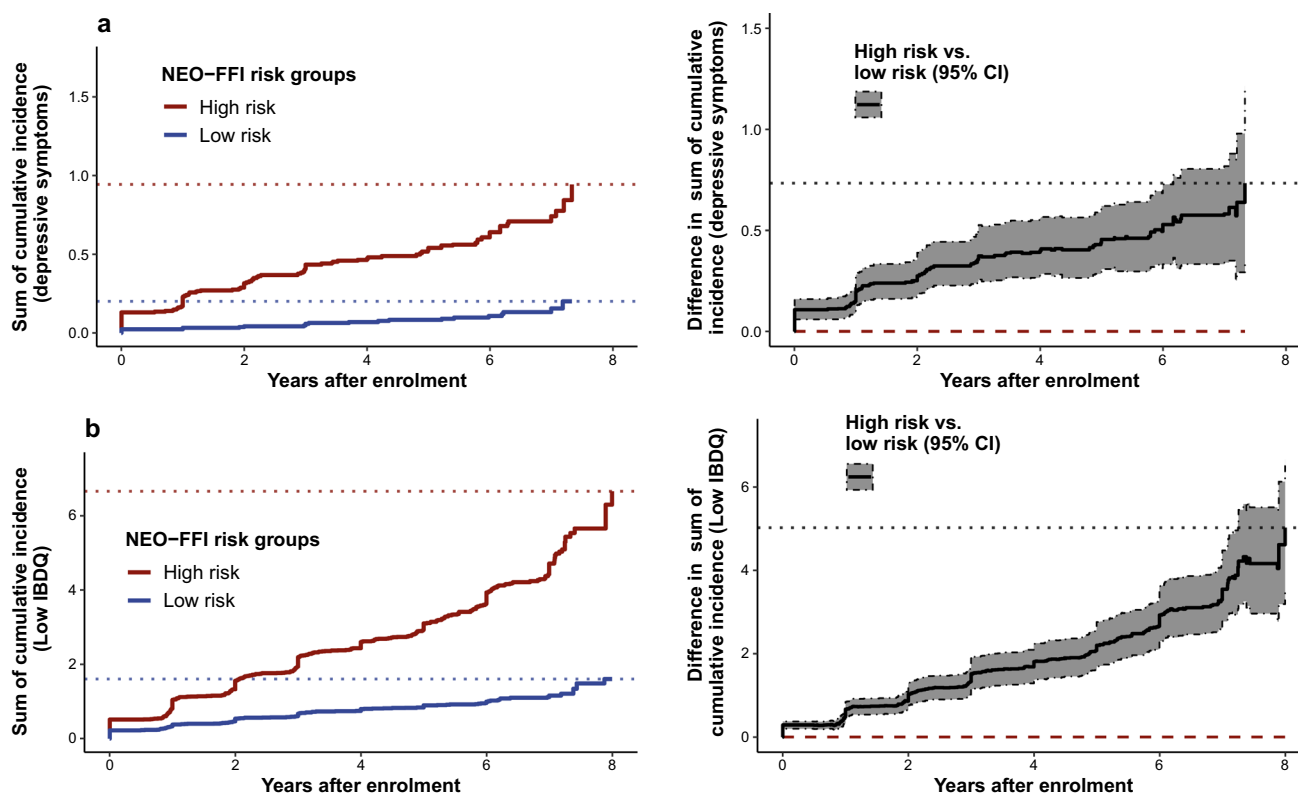 a
Sum of cumulative incidence
(depressive symptoms)
1.5
1.0
0.5
0.0
NEO−FFI risk groups
High risk
Low risk
0 2 4 6 8
Years after enrolment
Difference in sum of cumulative
incidence (depressive symptoms)
1.5
1.0
0.5
0.0
High risk vs.
low risk (95% CI)
0 2 4 6 8
Years after enrolment
b
Sum of cumulative incidence
(Low IBDQ)
6
4
2
0
NEO−FFI risk groups
High risk
Low risk
0 2 4 6 8
Years after enrolment
Difference in sum of
cumulative incidence (Low IBDQ)
6
4
2
0
High risk vs.
low risk (95% CI)
0 2 4 6 8
Years after enrolment